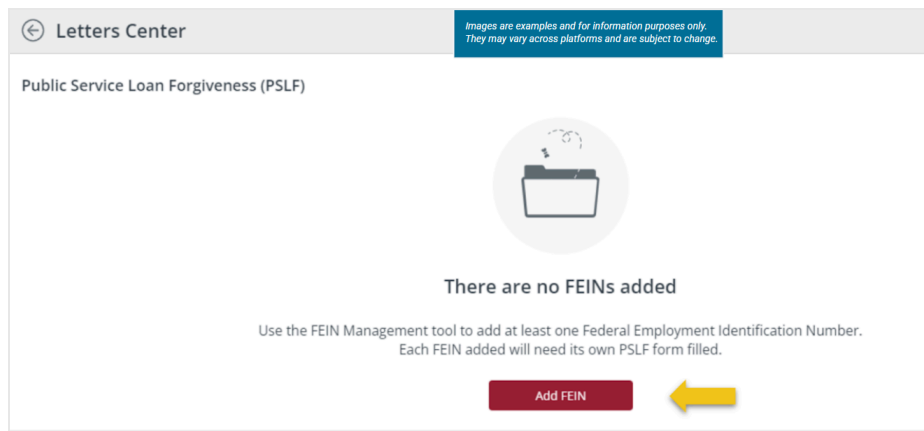 Letters Center
Images are examples and for information purposes only.
They may vary across platforms and are subject to change.
Public Service Loan Forgiveness (PSLF)
There are no FEINs added
Use the FEIN Management tool to add at least one Federal Employment Identification Number.
Each FEIN added will need its own PSLF form filled.
Add FEIN